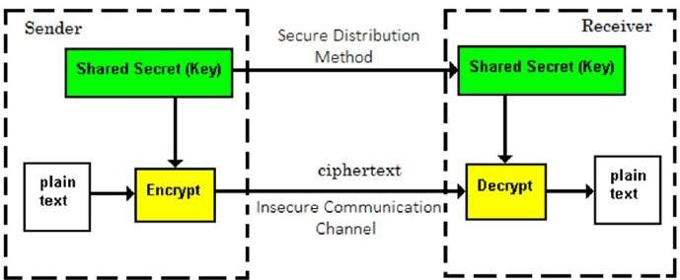 Sender
Receiver
Secure Distribution
Method
Shared Secret (Key)
Shared Secret (Key)
plain
text
Encrypt
ciphertext
Insecure Communication
Channel
Decrypt
plain
text